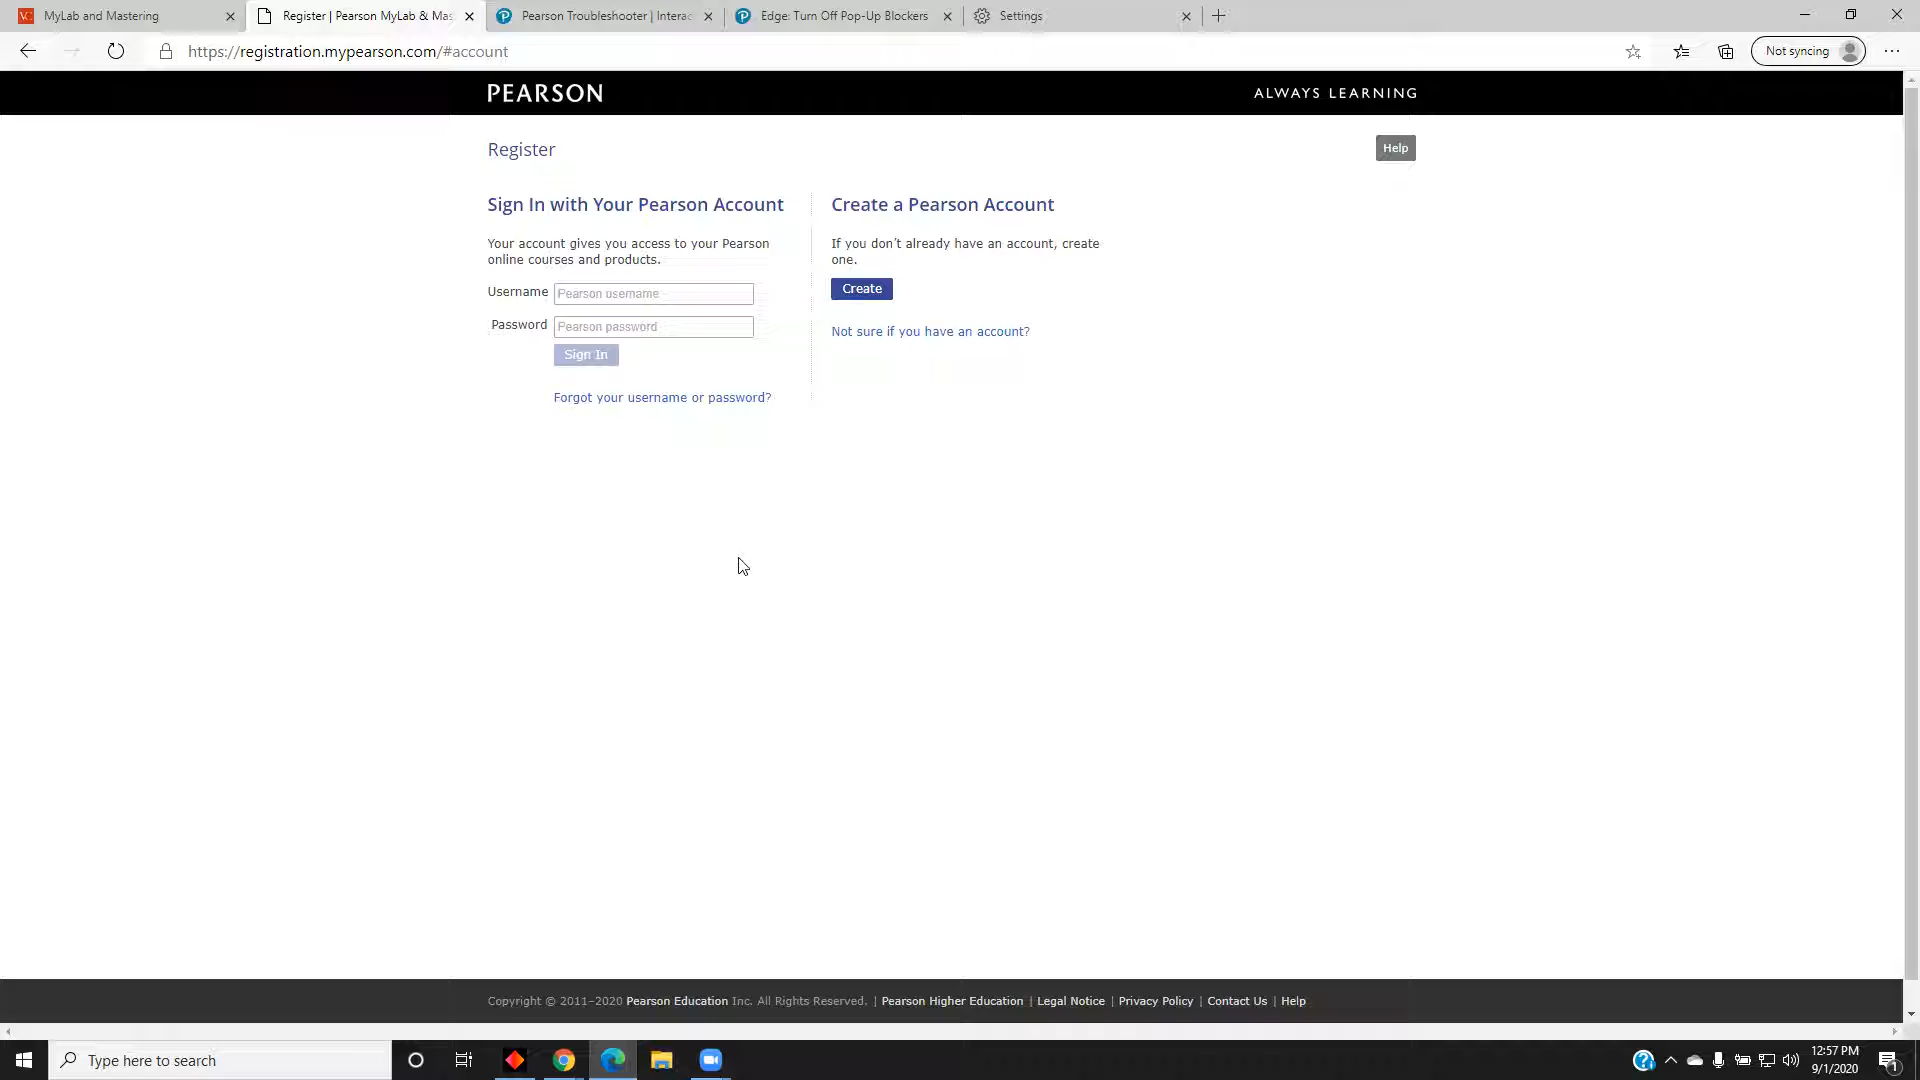 MyLab and Mastering
Register | Pearson MyLab & Mas
Pearson Troubleshooter | Interac
Edge: Turn Off Pop-Up Blockers
Settings
https://registration.mypearson.com/#account
Not syncing
PEARSON
ALWAYS LEARNING
Register
Help
Sign In with Your Pearson Account
Your account gives you access to your Pearson
online courses and products.
Username
Pearson username
Password
Pearson password
Sign In
Forgot your username or password?
Create a Pearson Account
If you don't already have an account, create
one.
Create
Not sure if you have an account?
Copyright © 2011–2020 Pearson Education Inc. All Rights Reserved. | Pearson Higher Education | Legal Notice | Privacy Policy | Contact Us | Help
Type here to search
12:57 PM
9/1/2020
1